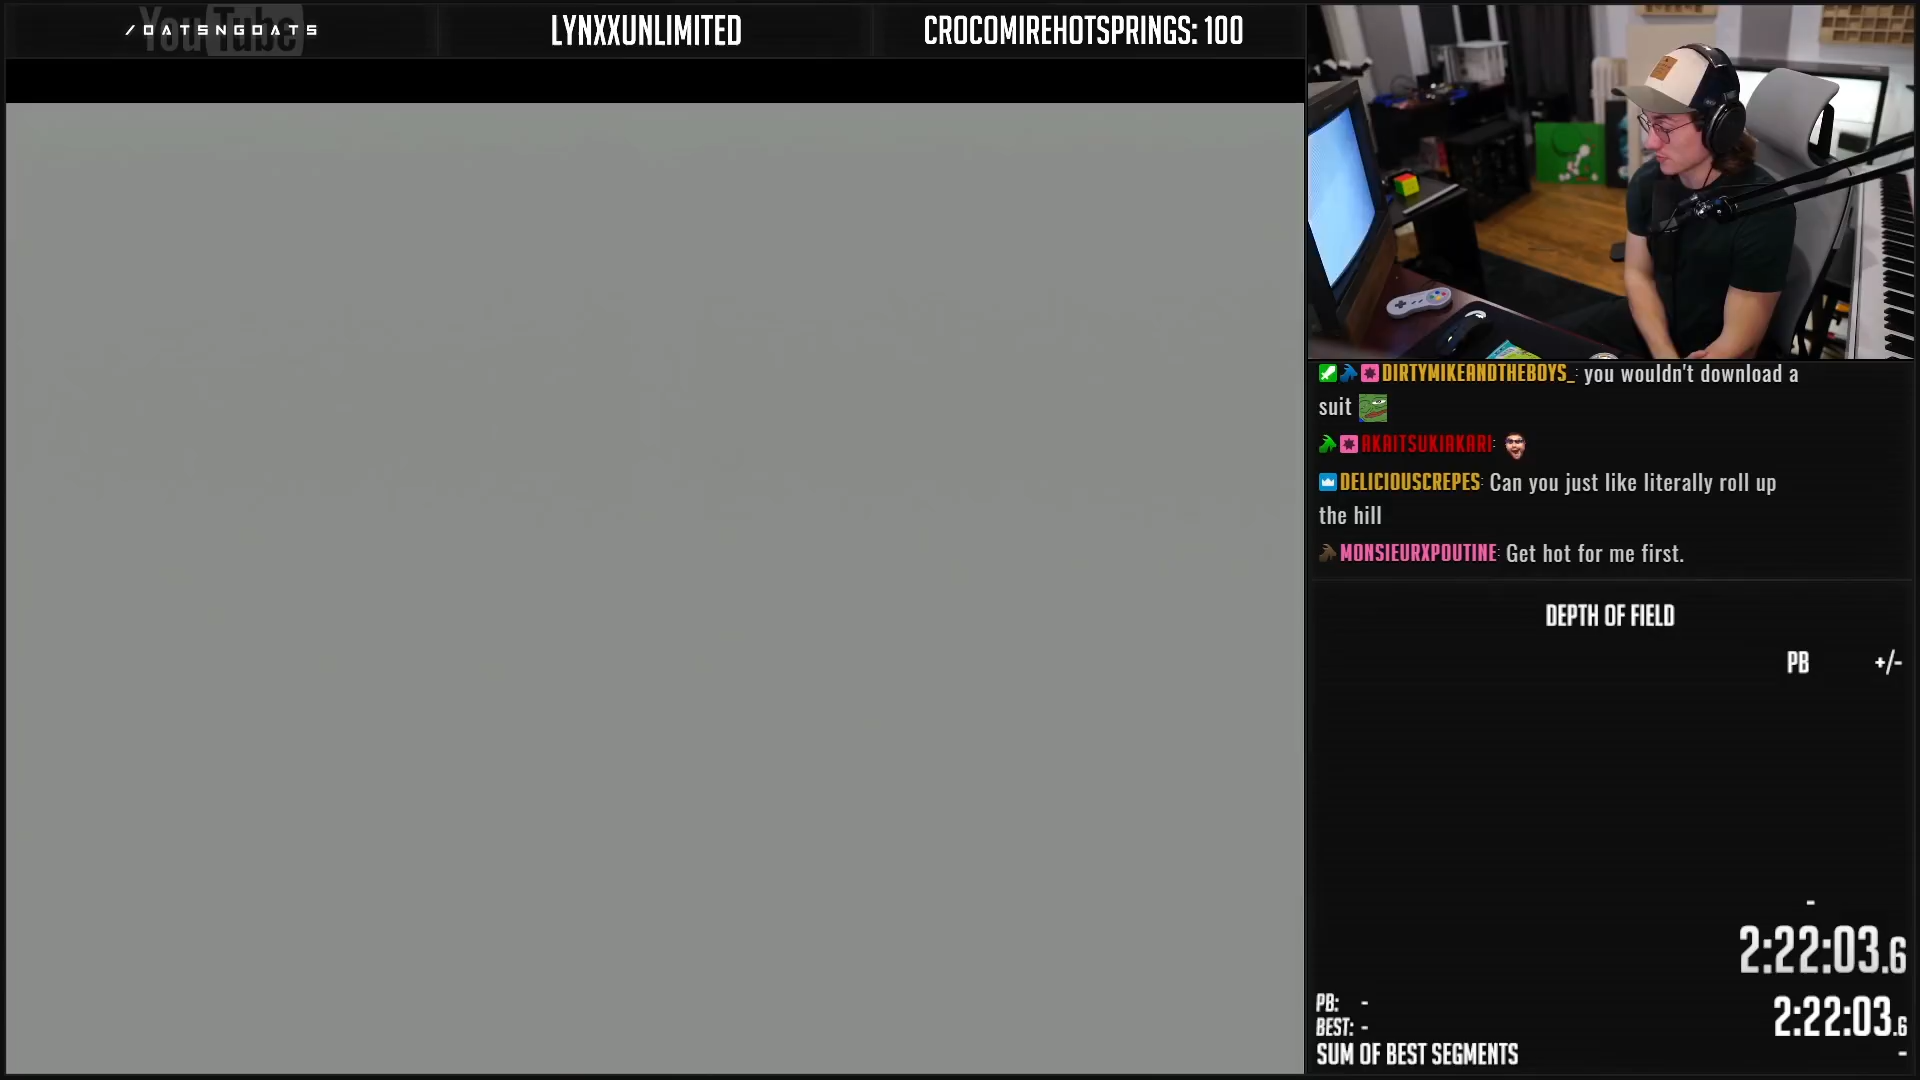 YouTube
/OATSNGOATS
LYNXXUNLIMITED
CROCOMIREHOTSPRINGS: 100
DIRTYMIKEANDTHEBOYS_: you wouldn't download a
suit
AKAITSUKIAKARI:
DELICIOUSCREPES: Can you just like literally roll up
the hill
MONSIEURXPOUTINE: Get hot for me first.
DEPTH OF FIELD
PB +/-
-
2:22:03.6
PB: -
2:22:03.6
BEST: -
SUM OF BEST SEGMENTS -